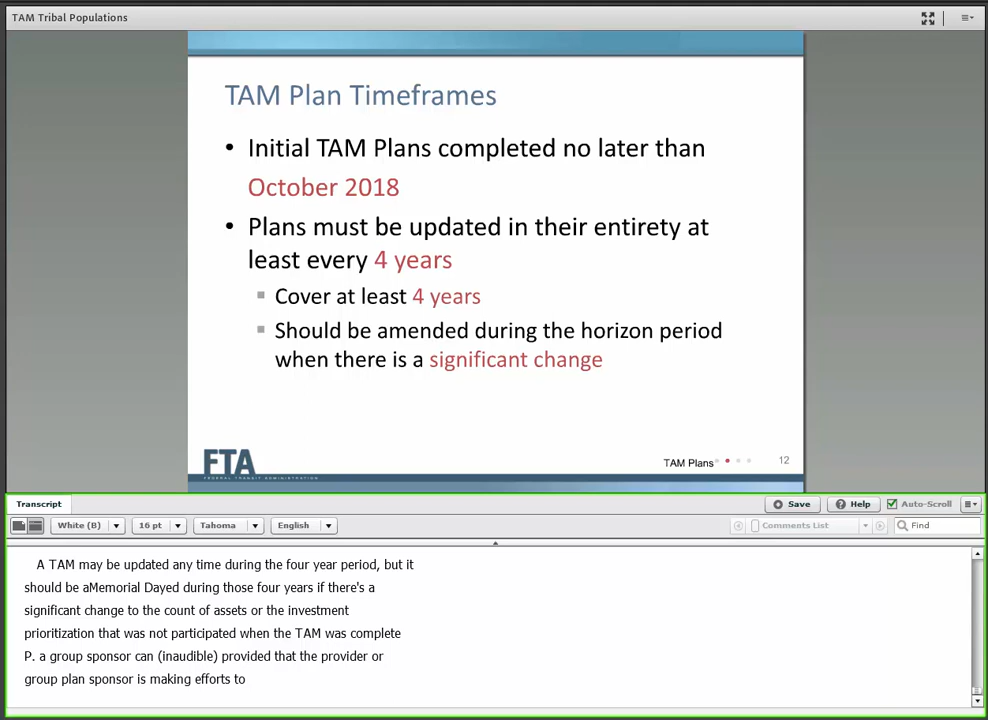 TAM Tribal Populations
TAM Plan Timeframes
• Initial TAM Plans completed no later than
October 2018
• Plans must be updated in their entirety at
least every 4 years
▪ Cover at least 4 years
▪ Should be amended during the horizon period
when there is a significant change
FTA
FEDERAL TRANSIT ADMINISTRATION
TAM Plans
12
Transcript
Save
Help
Auto-Scroll
White (B)
16 pt
Tahoma
English
Comments List
Find
A TAM may be updated any time during the four year period, but it
should be aMemorial Dayed during those four years if there's a
significant change to the count of assets or the investment
prioritization that was not participated when the TAM was complete
P. a group sponsor can (inaudible) provided that the provider or
group plan sponsor is making efforts to